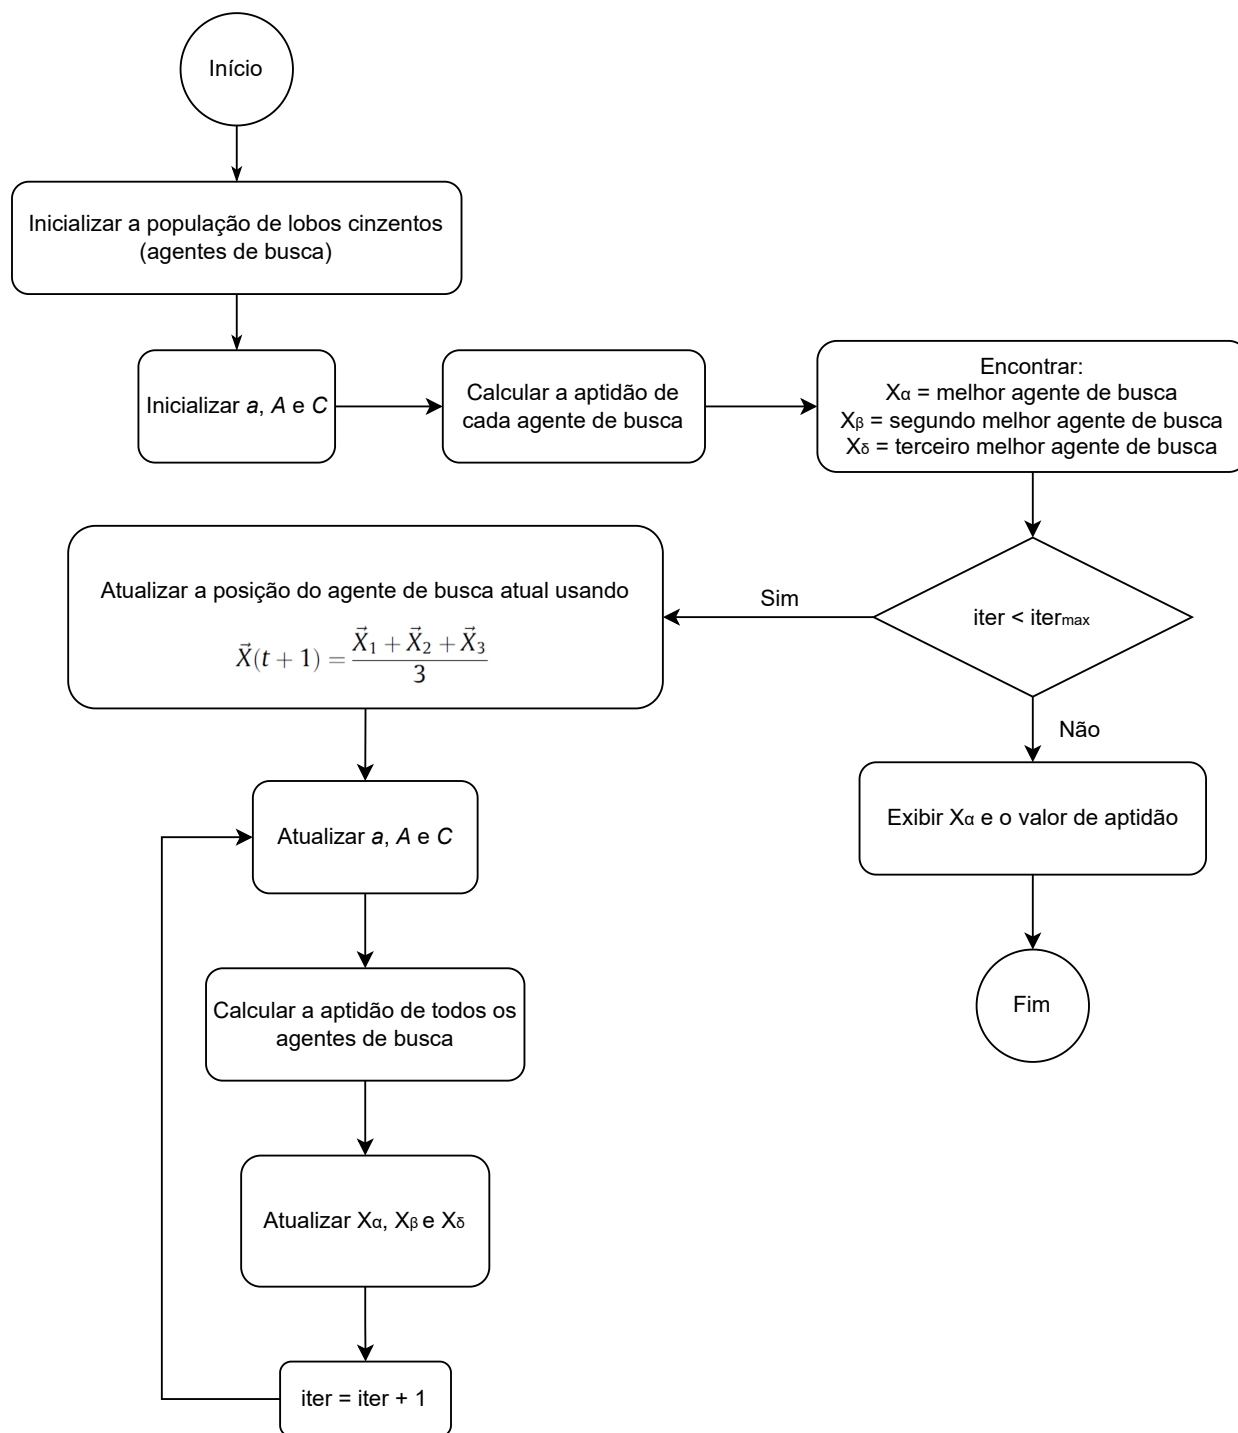 Início
Inicializar a população de lobos cinzentos
(agentes de busca)
Inicializar a, A e C
Calcular a aptidão de
cada agente de busca
Encontrar:
Xα = melhor agente de busca
Xβ = segundo melhor agente de busca
Xδ = terceiro melhor agente de busca
iter < itermax
Sim
Não
Atualizar a posição do agente de busca atual usando
X⃗(t + 1) = (X⃗₁ + X⃗₂ + X⃗₃) / 3
Atualizar a, A e C
Calcular a aptidão de todos os
agentes de busca
Atualizar Xα, Xβ e Xδ
iter = iter + 1
Exibir Xα e o valor de aptidão
Fim